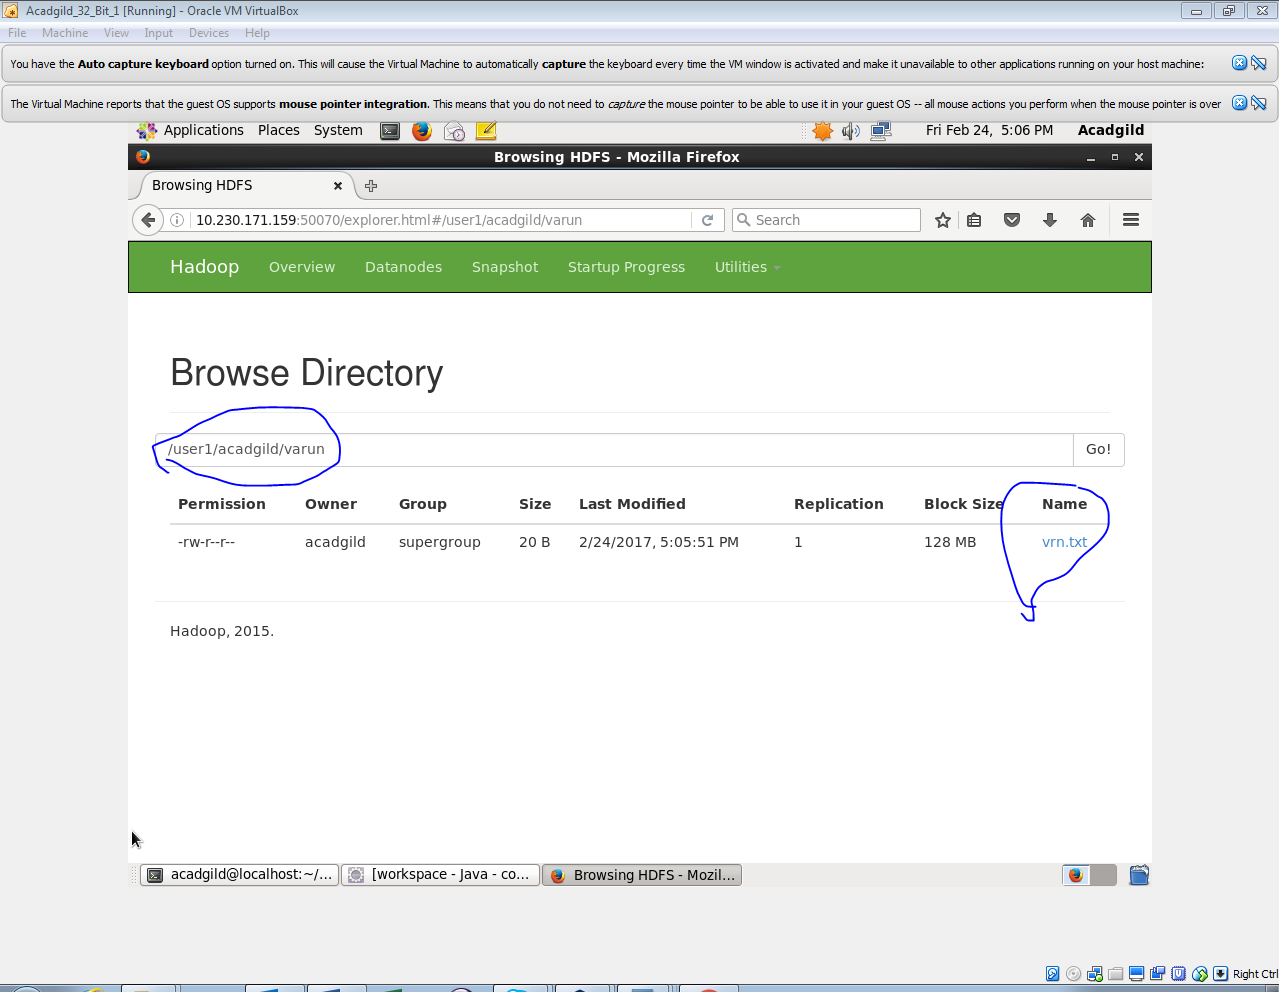 Acadgild_32_Bit_1 [Running] - Oracle VM VirtualBox
File Machine View Input Devices Help
You have the Auto capture keyboard option turned on. This will cause the Virtual Machine to automatically capture the keyboard every time the VM window is activated and make it unavailable to other applications running on your host machine:
The Virtual Machine reports that the guest OS supports mouse pointer integration. This means that you do not need to capture the mouse pointer to be able to use it in your guest OS -- all mouse actions you perform when the mouse pointer is over
Applications Places System Fri Feb 24, 5:06 PM Acadgild
Browsing HDFS - Mozilla Firefox
Browsing HDFS
10.230.171.159:50070/explorer.html#/user1/acadgild/varun Search
Hadoop Overview Datanodes Snapshot Startup Progress Utilities
Browse Directory
/user1/acadgild/varun Go!
Permission Owner Group Size Last Modified Replication Block Size Name
-rw-r--r-- acadgild supergroup 20 B 2/24/2017, 5:05:51 PM 1 128 MB vrn.txt
Hadoop, 2015.
acadgild@localhost:~/... [workspace - Java - co... Browsing HDFS - Mozil...
Right Ctrl